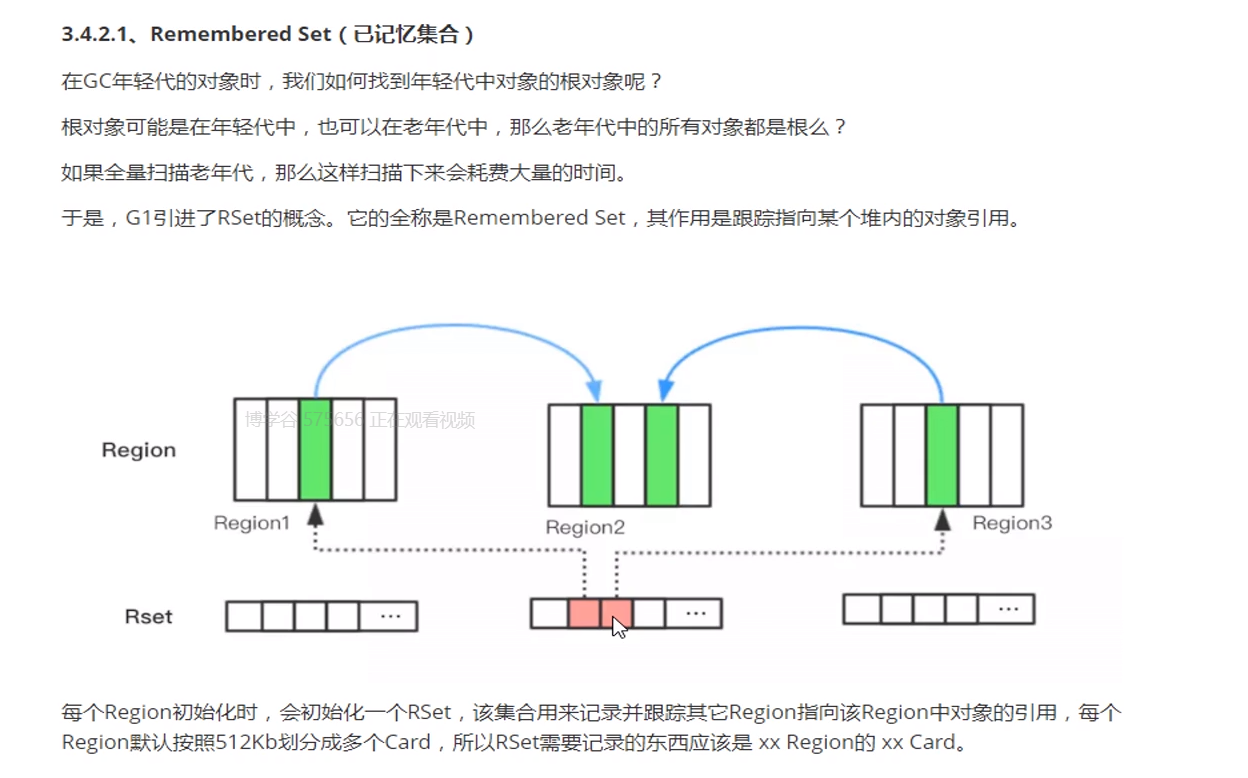 3.4.2.1、Remembered Set（已记忆集合）
在GC年轻代的对象时，我们如何找到年轻代中对象的根对象呢？
根对象可能是在年轻代中，也可以在老年代中，那么老年代中的所有对象都是根么？
如果全量扫描老年代，那么这样扫描下来会耗费大量的时间。
于是，G1引进了RSet的概念。它的全称是Remembered Set，其作用是跟踪指向某个堆内的对象引用。
博学谷 575656 正在观看视频
Region
Region1
Region2
Region3
Rset
...
...
...
每个Region初始化时，会初始化一个RSet，该集合用来记录并跟踪其它Region指向该Region中对象的引用，每个
Region默认按照512Kb划分成多个Card，所以RSet需要记录的东西应该是 xx Region的 xx Card。